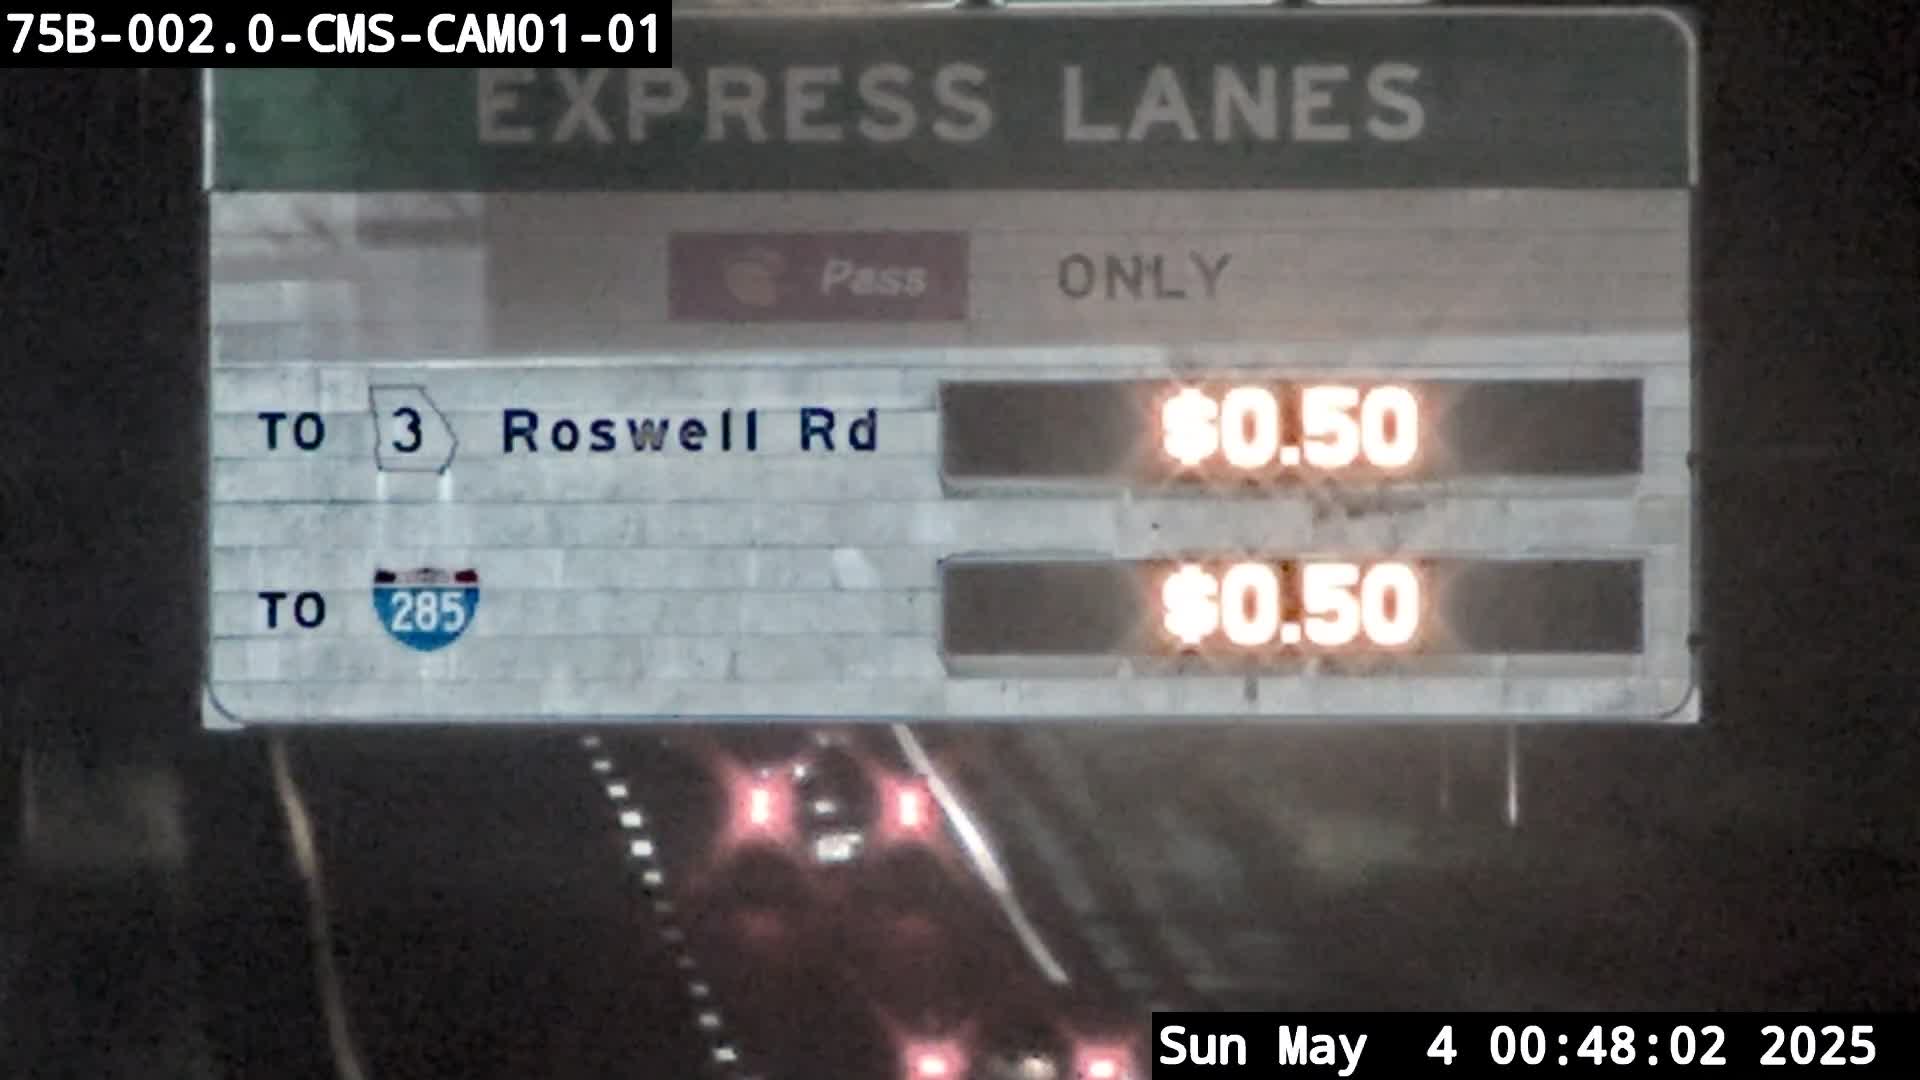 75B-002.0-CMS-CAM01-01
EXPRESS LANES
Pass ONLY
TO 3 Roswell Rd $0.50
TO 285 $0.50
Sun May 4 00:48:02 2025